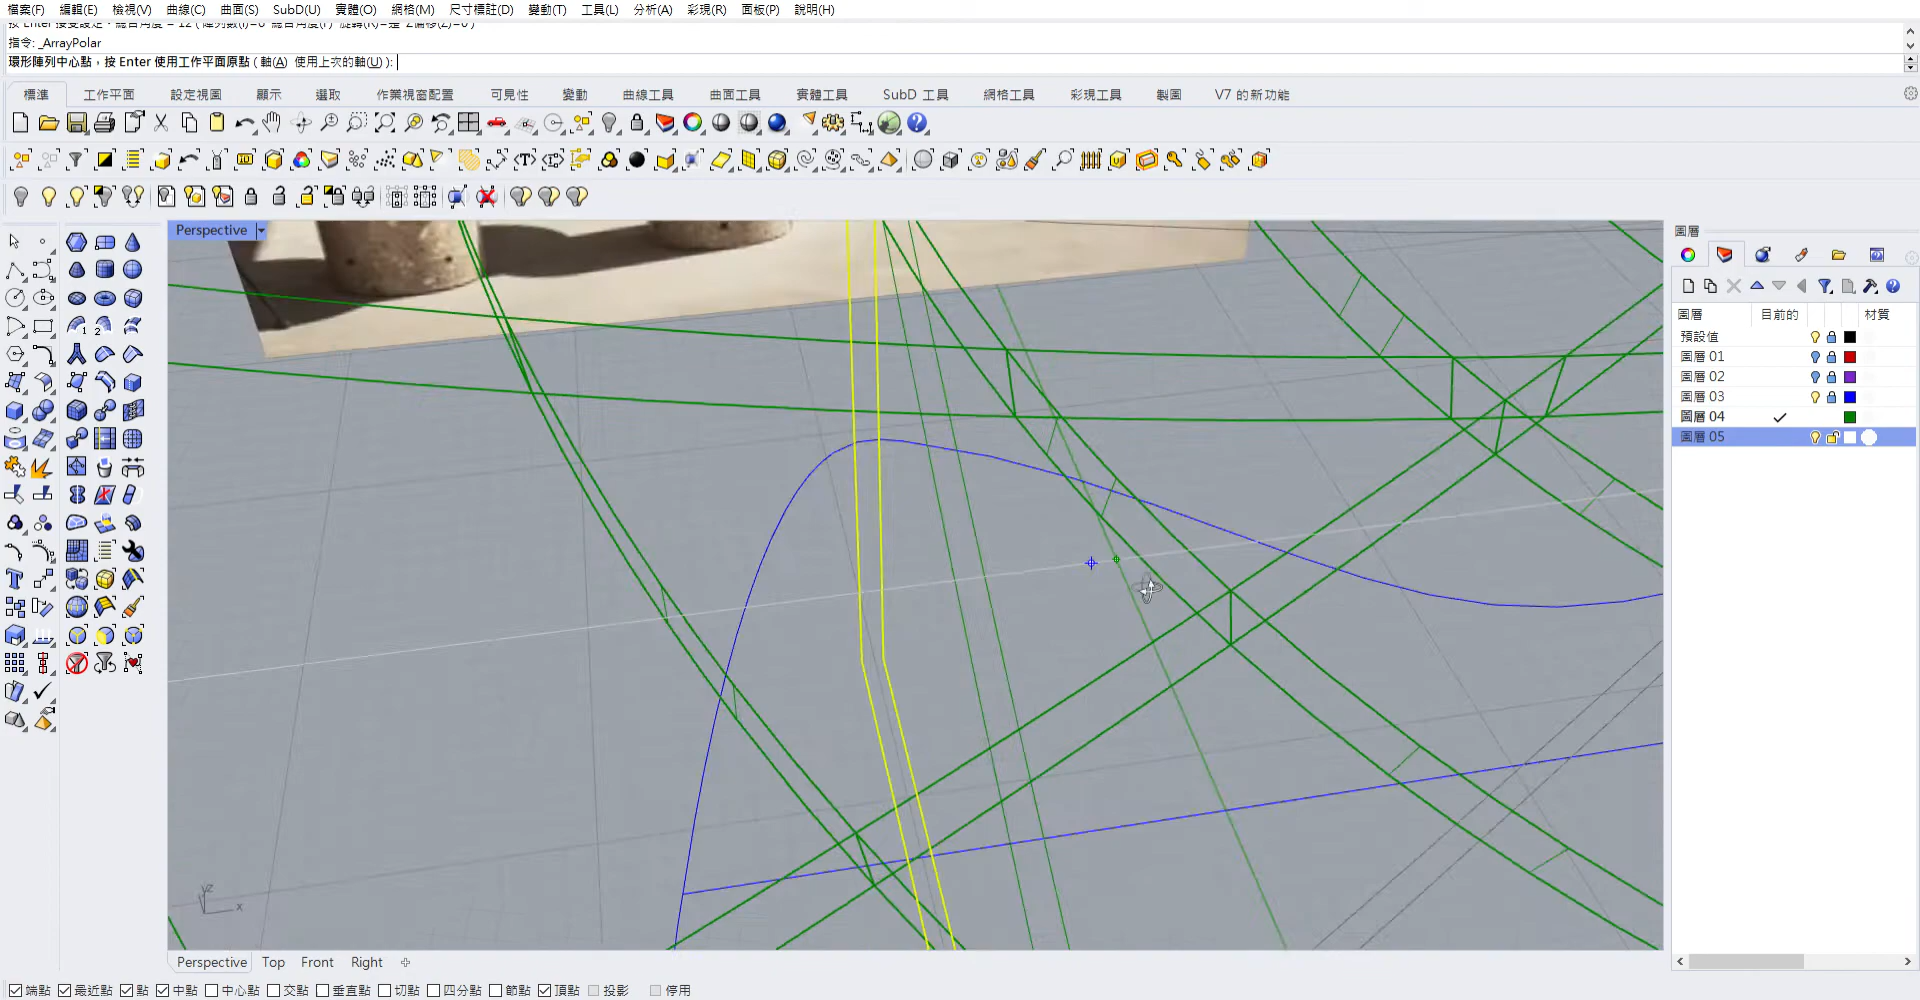 檔案(F) 編輯(E) 檢視(V) 曲線(C) 曲面(S) SubD(U) 實體(O) 網格(M) 尺寸標註(D) 變動(T) 工具(L) 分析(A) 彩現(R) 面板(P) 說明(H)
指令: _ArrayPolar
環形陣列中心點，按 Enter 使用工作平面原點 ( 軸(A) 使用上次的軸(U) ):
標準 工作平面 設定視圖 顯示 選取 作業視窗配置 可見性 變動 曲線工具 曲面工具 實體工具 SubD 工具 網格工具 彩現工具 製圖 V7 的新功能
Perspective
圖層
圖層 目前的 材質
預設值
圖層 01
圖層 02
圖層 03
圖層 04
圖層 05
z
y
x
Perspective Top Front Right
端點 最近點 點 中點 中心點 交點 垂直點 切點 四分點 節點 頂點 投影 停用